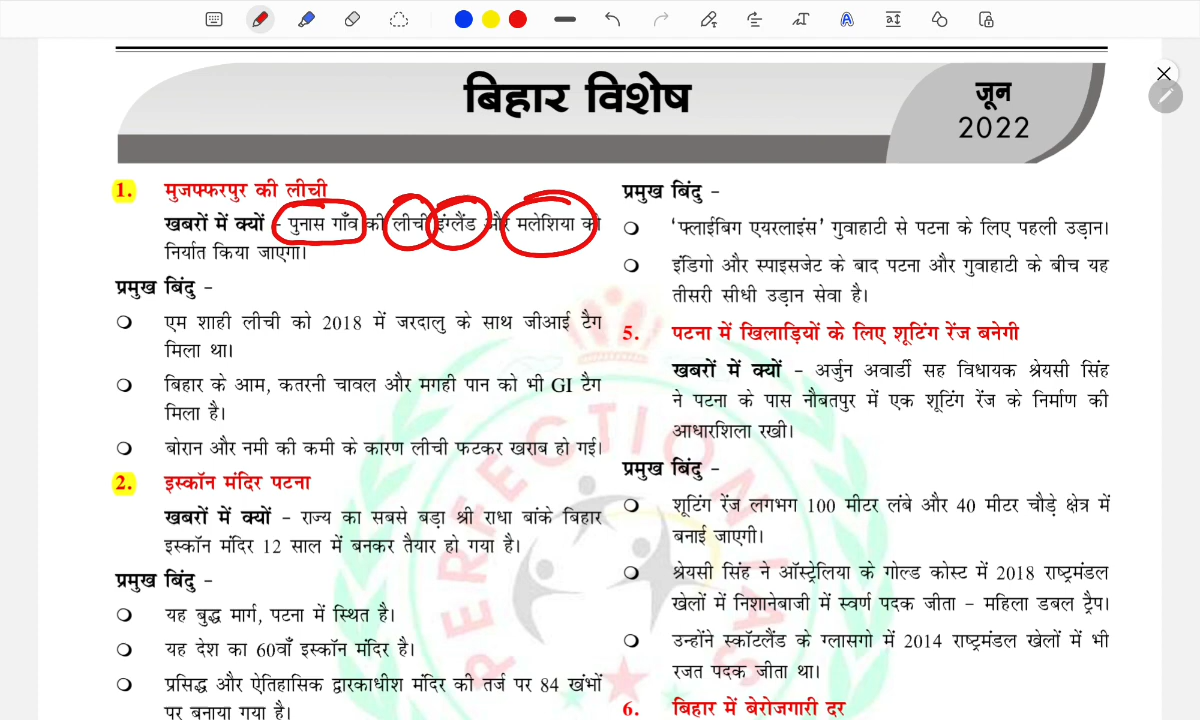 बिहार विशेष
जून
2022
1. मुजफ्फरपुर की लीची
खबरों में क्यों - पुनास गाँव की लीची इंग्लैंड और मलेशिया को
निर्यात किया जाएगा।
प्रमुख बिंदु -
एम शाही लीची को 2018 में जरदालु के साथ जीआई टैग
मिला था।
बिहार के आम, कतरनी चावल और मगही पान को भी GI टैग
मिला है।
बोरान और नमी की कमी के कारण लीची फटकर खराब हो गई।
2. इस्कॉन मंदिर पटना
खबरों में क्यों - राज्य का सबसे बड़ा श्री राधा बांके बिहार
इस्कॉन मंदिर 12 साल में बनकर तैयार हो गया है।
प्रमुख बिंदु -
यह बुद्ध मार्ग, पटना में स्थित है।
यह देश का 60वाँ इस्कॉन मंदिर है।
प्रसिद्ध और ऐतिहासिक द्वारकाधीश मंदिर की तर्ज पर 84 खंभों
पर बनाया गया है।
प्रमुख बिंदु -
'फ्लाईबिग एयरलाइंस' गुवाहाटी से पटना के लिए पहली उड़ान।
इंडिगो और स्पाइसजेट के बाद पटना और गुवाहाटी के बीच यह
तीसरी सीधी उड़ान सेवा है।
5. पटना में खिलाड़ियों के लिए शूटिंग रेंज बनेगी
खबरों में क्यों - अर्जुन अवार्डी सह विधायक श्रेयसी सिंह
ने पटना के पास नौबतपुर में एक शूटिंग रेंज के निर्माण की
आधारशिला रखी।
प्रमुख बिंदु -
शूटिंग रेंज लगभग 100 मीटर लंबे और 40 मीटर चौड़े क्षेत्र में
बनाई जाएगी।
श्रेयसी सिंह ने ऑस्ट्रेलिया के गोल्ड कोस्ट में 2018 राष्ट्रमंडल
खेलों में निशानेबाजी में स्वर्ण पदक जीता - महिला डबल ट्रैप।
उन्होंने स्कॉटलैंड के ग्लासगो में 2014 राष्ट्रमंडल खेलों में भी
रजत पदक जीता था।
6. बिहार में बेरोजगारी दर
PERFECTION IAS